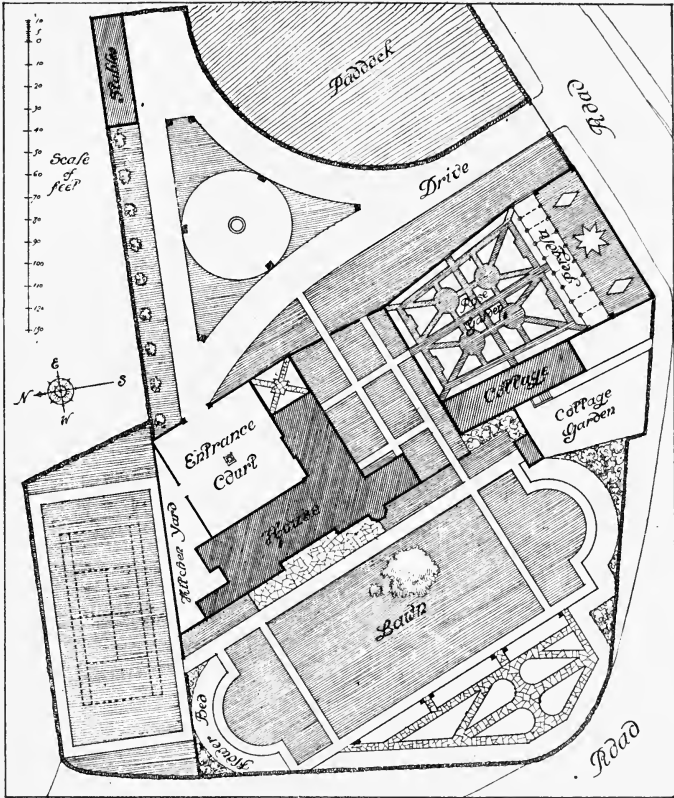 10
5
0
10
20
30
40
50
60
70
80
90
100
110
120
130
Scale
of
feet
Stables
Paddock
Road
Drive
Pergola
Rose
Garden
Cottage
Cottage
Garden
E
N
S
W
Entrance
Court
House
Kitchen Yard
Lawn
Flower Bed
Road